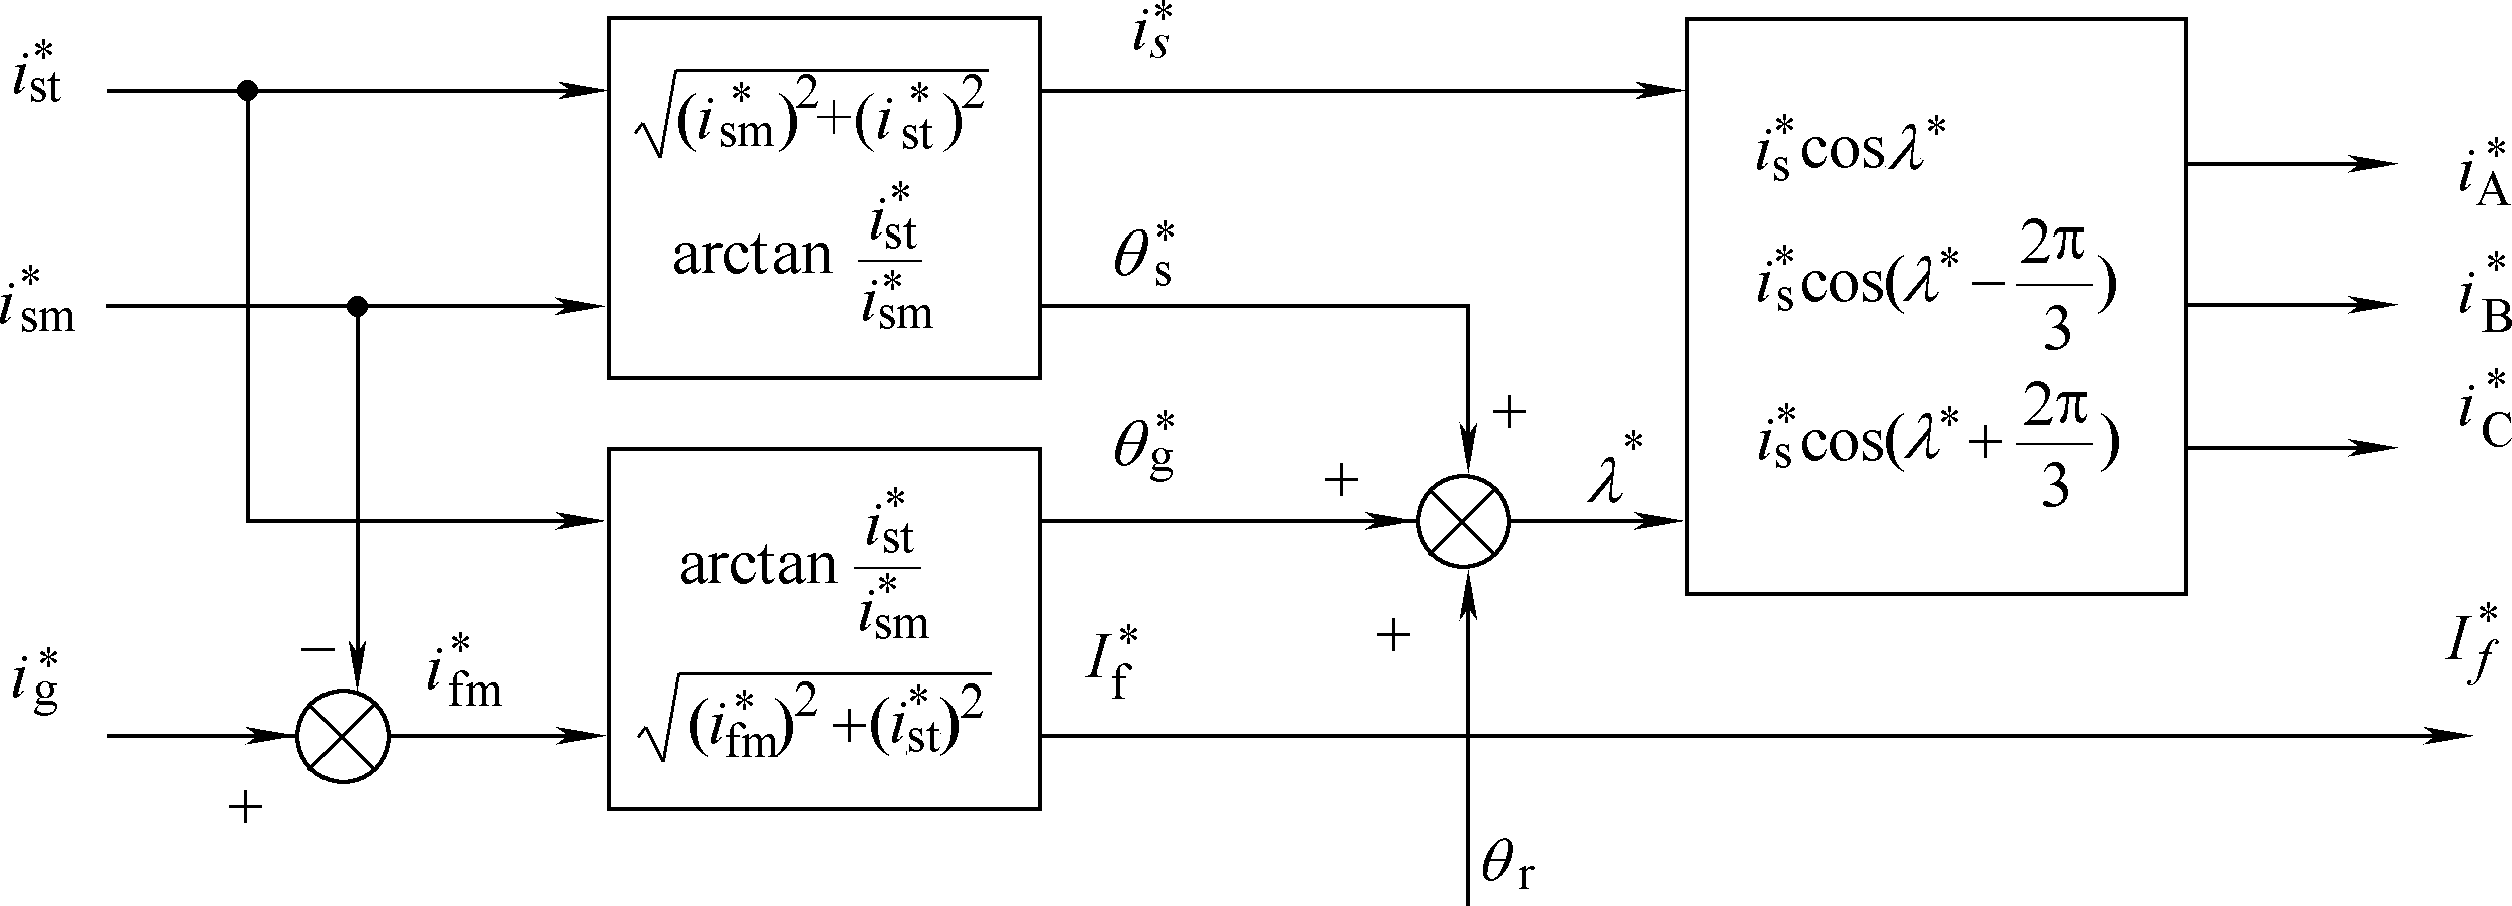 i*st
i*sm
i*g
+
−
i*fm
√(i*sm)²+(i*st)²
arctan i*st/i*sm
arctan i*st/i*sm
√(i*fm)²+(i*st)²
i*s
θ*s
θ*g
I*f
+
+
+
θr
λ*
i*s cosλ*
i*s cos(λ*−2π/3)
i*s cos(λ*+2π/3)
i*A
i*B
i*C
I*f